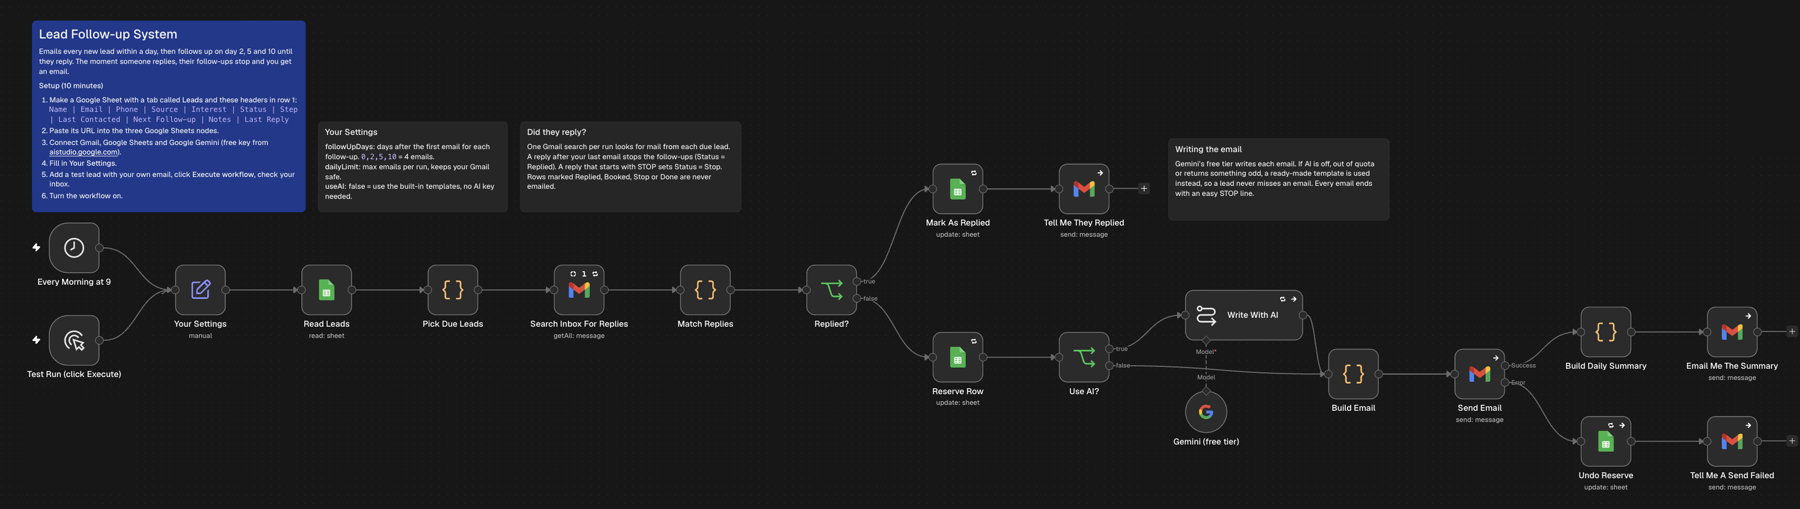 Lead Follow-up System
Emails every new lead within a day, then follows up on day 2, 5 and 10 until
they reply. The moment someone replies, their follow-ups stop and you get
an email.
Setup (10 minutes)
1. Make a Google Sheet with a tab called Leads and these headers in row 1:
Name | Email | Phone | Source | Interest | Status | Step
| Last Contacted | Next Follow-up | Notes | Last Reply
2. Paste its URL into the three Google Sheets nodes.
3. Connect Gmail, Google Sheets and Google Gemini (free key from
aistudio.google.com).
4. Fill in Your Settings.
5. Add a test lead with your own email, click Execute workflow, check your
inbox.
6. Turn the workflow on.
Your Settings
followUpDays: days after the first email for each
follow-up. 0,2,5,10 = 4 emails.
dailyLimit: max emails per run, keeps your Gmail
safe.
useAI: false = use the built-in templates, no AI key
needed.
Did they reply?
One Gmail search per run looks for mail from each due lead.
A reply after your last email stops the follow-ups (Status =
Replied). A reply that starts with STOP sets Status = Stop.
Rows marked Replied, Booked, Stop or Done are never
emailed.
Writing the email
Gemini's free tier writes each email. If AI is off, out of quota
or returns something odd, a ready-made template is used
instead, so a lead never misses an email. Every email ends
with an easy STOP line.
Every Morning at 9
Test Run (click Execute)
Your Settings
manual
Read Leads
read: sheet
Pick Due Leads
1
Search Inbox For Replies
getAll: message
Match Replies
Replied?
true
false
Mark As Replied
update: sheet
Tell Me They Replied
send: message
Reserve Row
update: sheet
Use AI?
true
false
Write With AI
Model*
Model
Gemini (free tier)
Build Email
Send Email
send: message
Success
Error
Build Daily Summary
Email Me The Summary
send: message
Undo Reserve
update: sheet
Tell Me A Send Failed
send: message